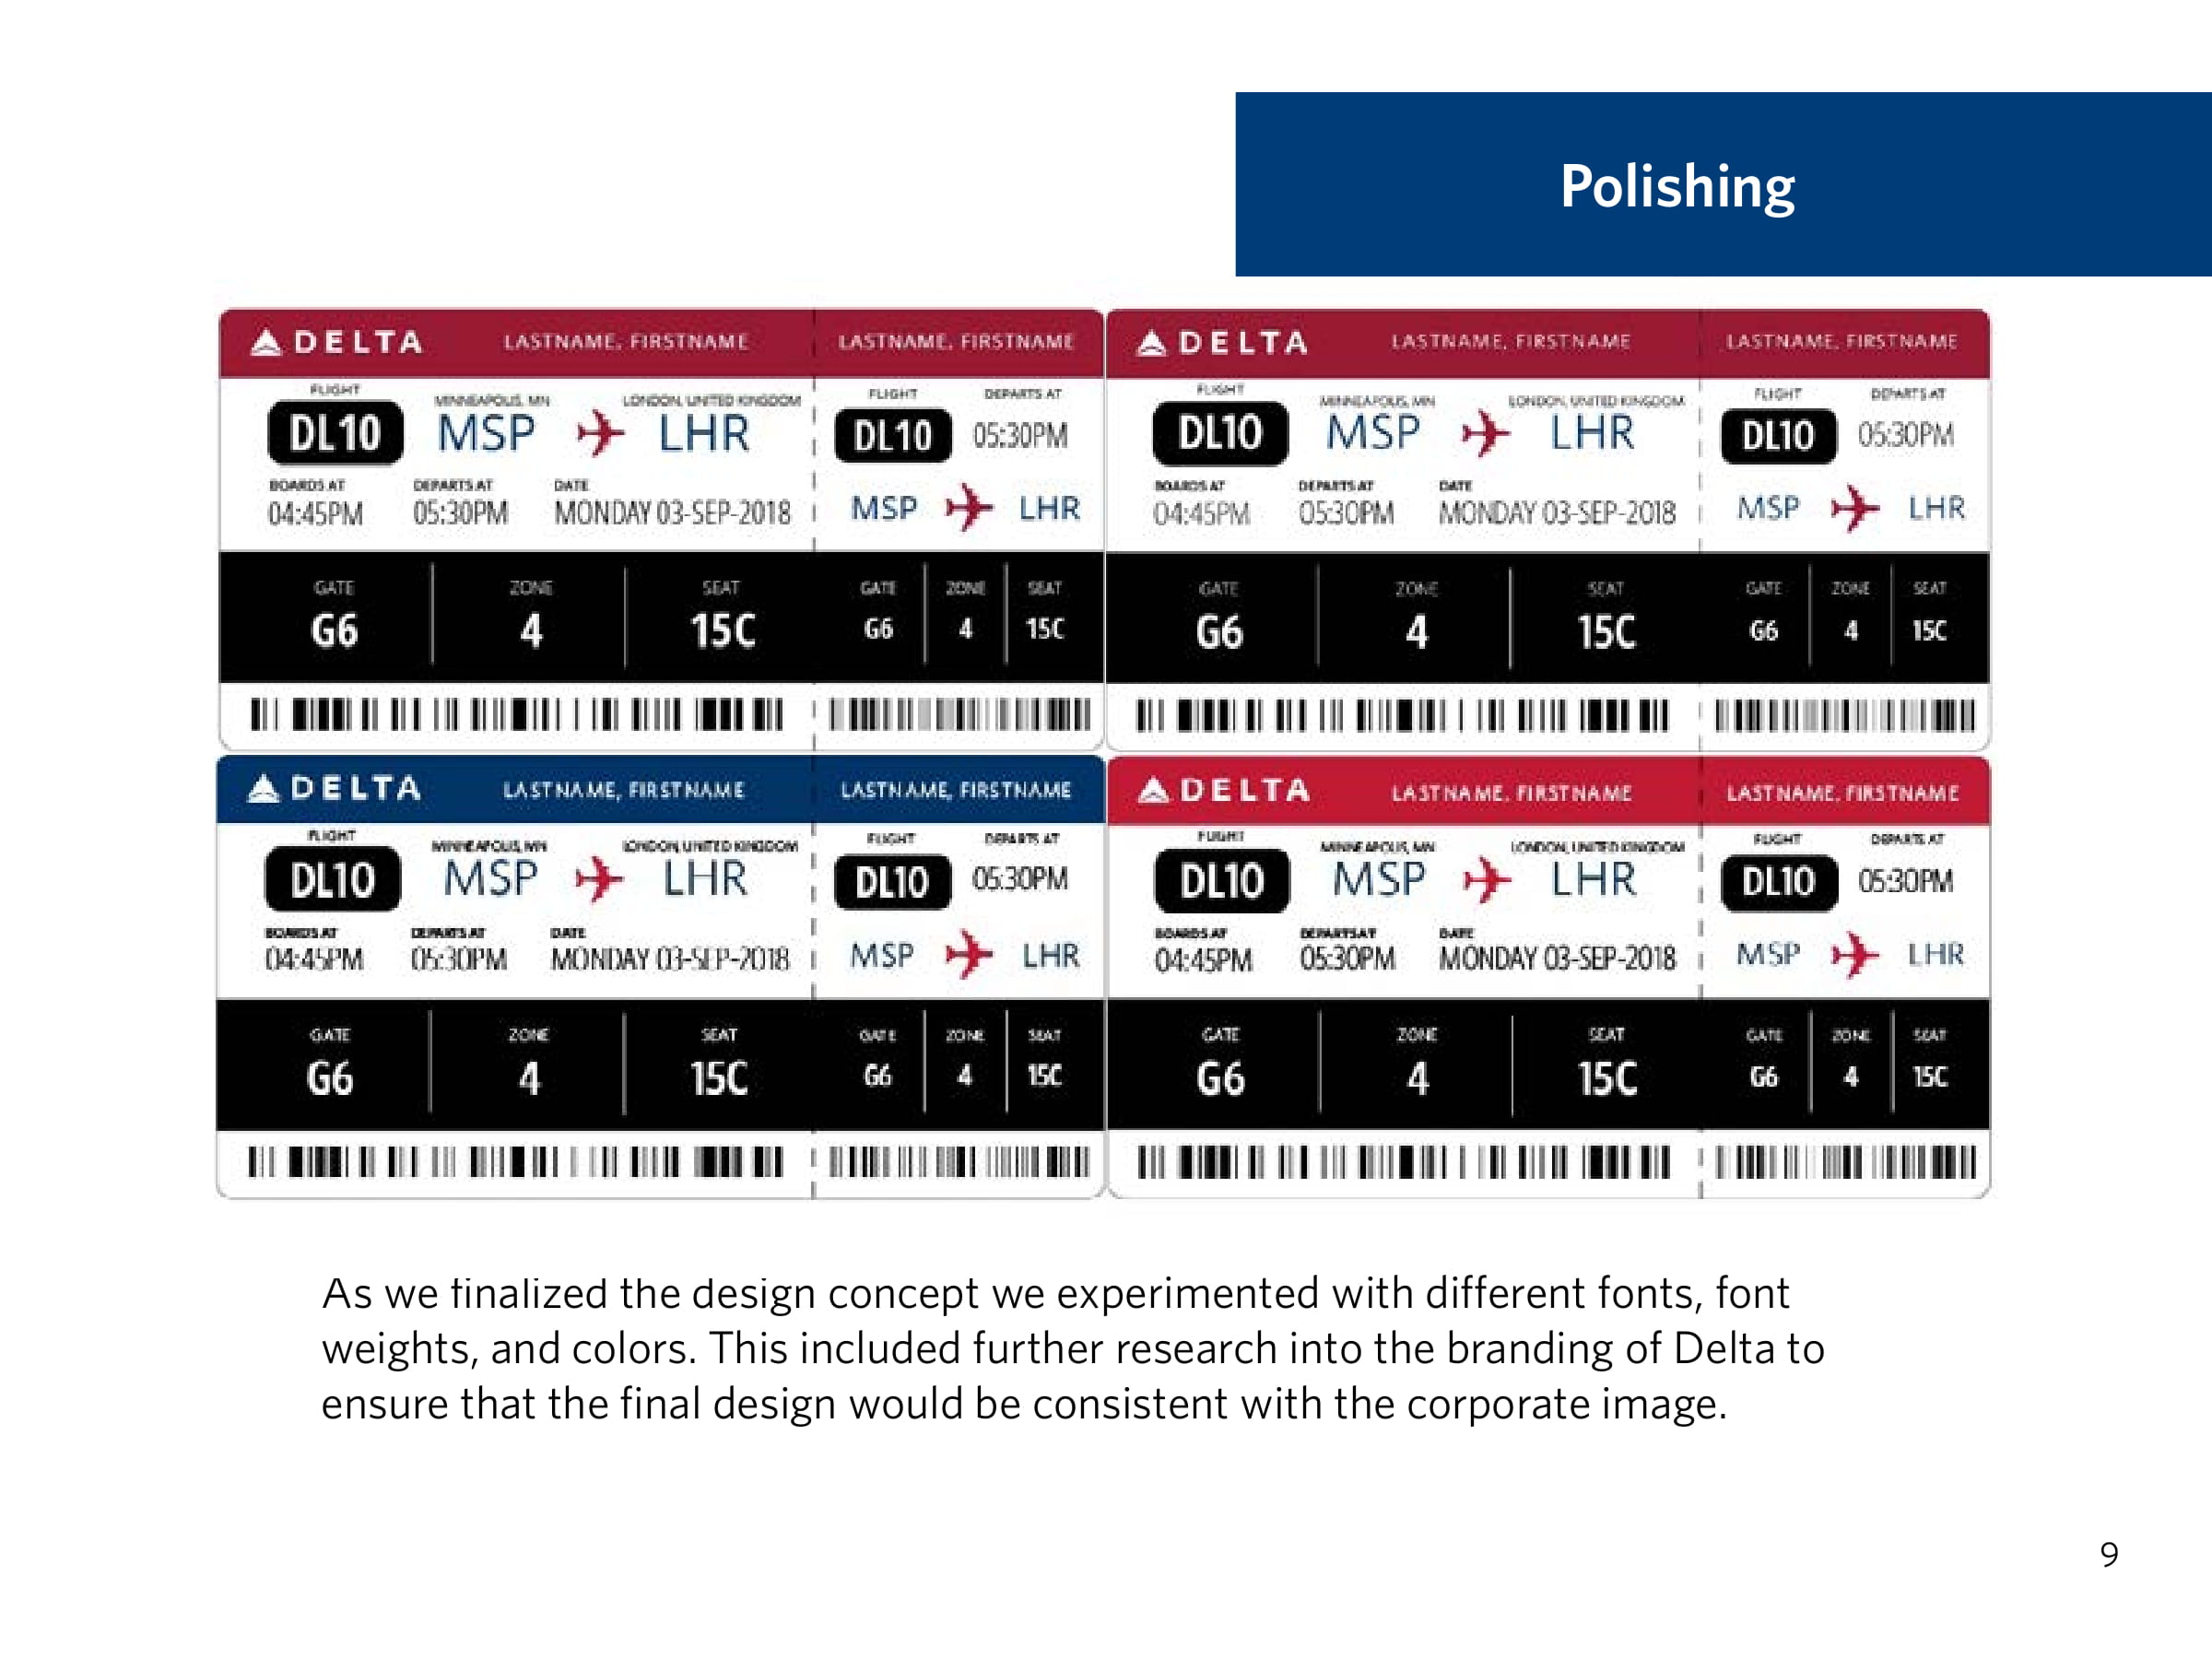 Polishing
DELTA LASTNAME, FIRSTNAME LASTNAME, FIRSTNAME
FLIGHT MINNEAPOLIS, MN LONDON, UNITED KINGDOM FLIGHT DEPARTS AT
DL10 MSP LHR DL10 05:30PM
BOARDS AT DEPARTS AT DATE
04:45PM 05:30PM MONDAY 03-SEP-2018 MSP LHR
GATE ZONE SEAT GATE ZONE SEAT
G6 4 15C G6 4 15C
DELTA LASTNAME, FIRSTNAME LASTNAME, FIRSTNAME
FLIGHT MINNEAPOLIS, MN LONDON, UNITED KINGDOM FLIGHT DEPARTS AT
DL10 MSP LHR DL10 05:30PM
BOARDS AT DEPARTS AT DATE
04:45PM 05:30PM MONDAY 03-SEP-2018 MSP LHR
GATE ZONE SEAT GATE ZONE SEAT
G6 4 15C G6 4 15C
DELTA LASTNAME, FIRSTNAME LASTNAME, FIRSTNAME
FLIGHT MINNEAPOLIS, MN LONDON, UNITED KINGDOM FLIGHT DEPARTS AT
DL10 MSP LHR DL10 05:30PM
BOARDS AT DEPARTS AT DATE
04:45PM 05:30PM MONDAY 03-SEP-2018 MSP LHR
GATE ZONE SEAT GATE ZONE SEAT
G6 4 15C G6 4 15C
DELTA LASTNAME, FIRSTNAME LASTNAME, FIRSTNAME
FLIGHT MINNEAPOLIS, MN LONDON, UNITED KINGDOM FLIGHT DEPARTS AT
DL10 MSP LHR DL10 05:30PM
BOARDS AT DEPARTS AT DATE
04:45PM 05:30PM MONDAY 03-SEP-2018 MSP LHR
GATE ZONE SEAT GATE ZONE SEAT
G6 4 15C G6 4 15C
As we finalized the design concept we experimented with different fonts, font
weights, and colors. This included further research into the branding of Delta to
ensure that the final design would be consistent with the corporate image.
9